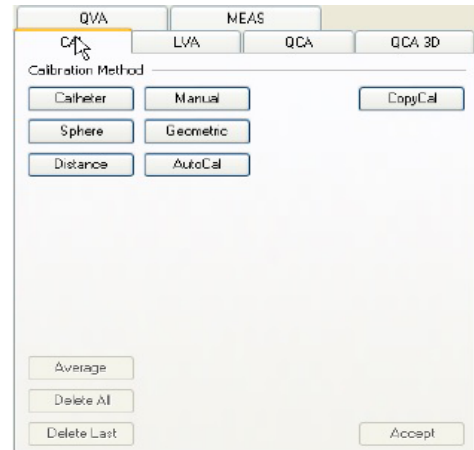 QVA MEAS
CAL LVA QCA QCA 3D
Calibration Method
Catheter Manual CopyCal
Sphere Geometric
Distance AutoCal
Average
Delete All
Delete Last Accept